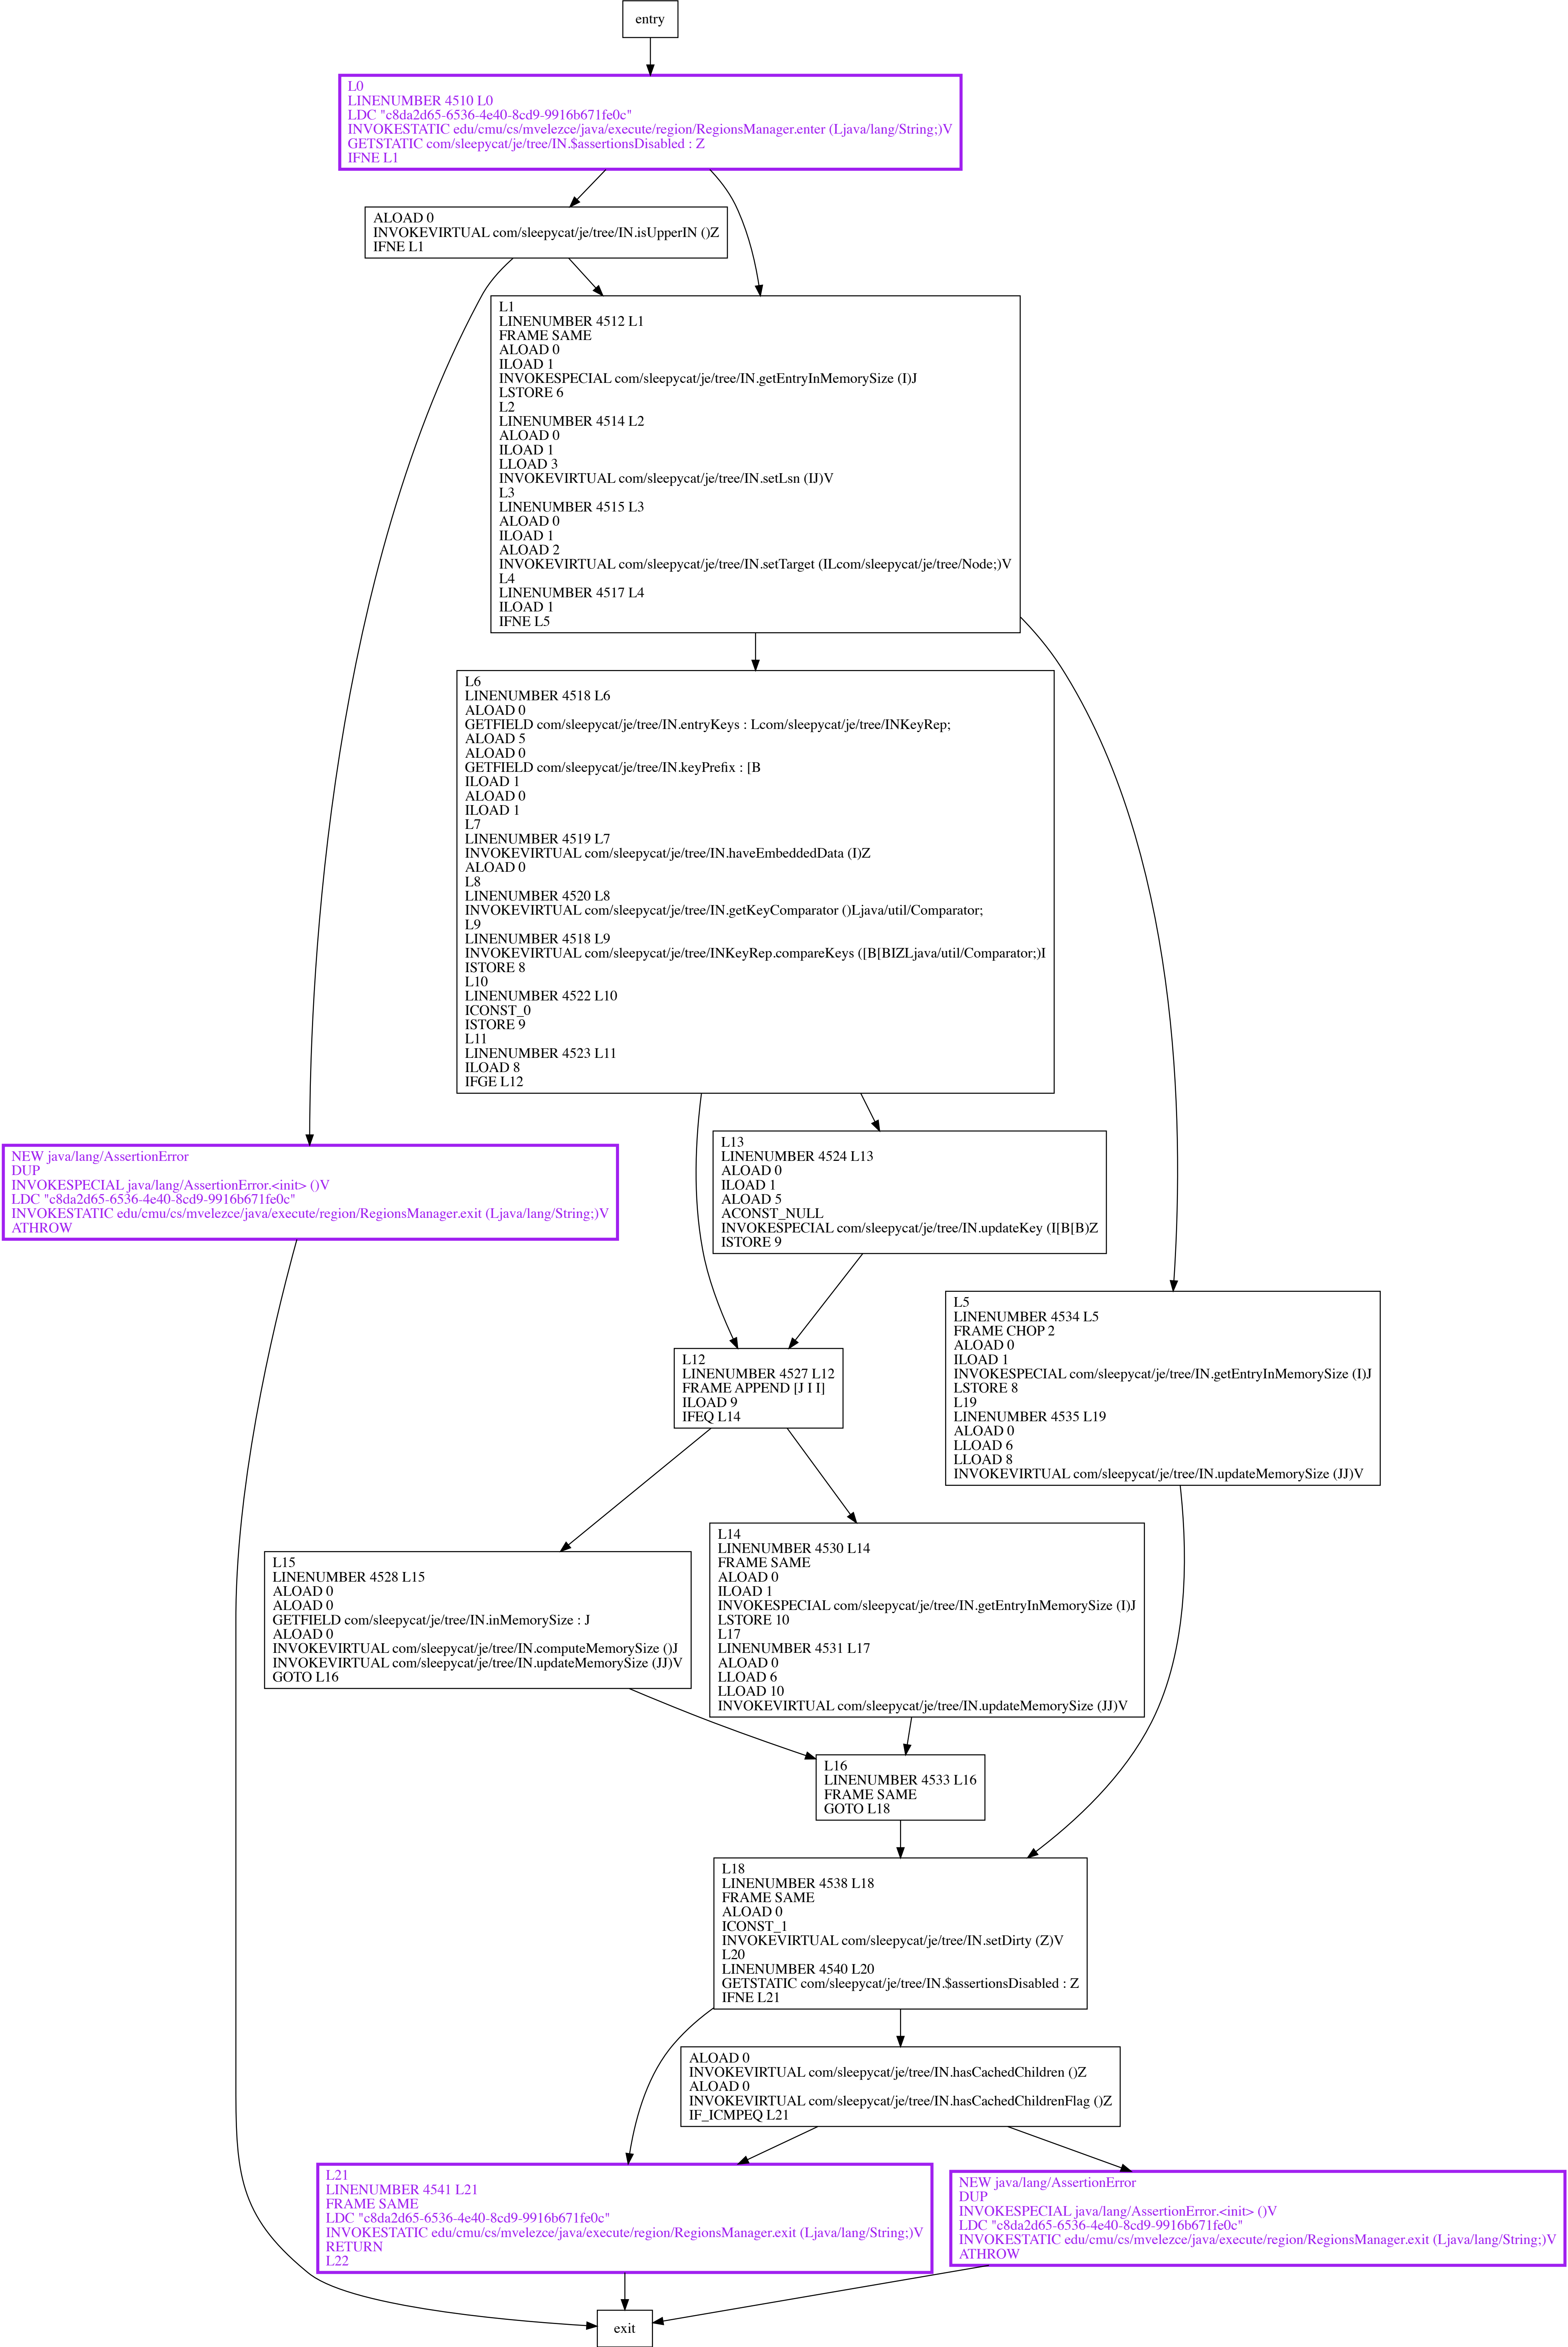 entry
L0
LINENUMBER 4510 L0
LDC "c8da2d65-6536-4e40-8cd9-9916b671fe0c"
INVOKESTATIC edu/cmu/cs/mvelezce/java/execute/region/RegionsManager.enter (Ljava/lang/String;)V
GETSTATIC com/sleepycat/je/tree/IN.$assertionsDisabled : Z
IFNE L1
ALOAD 0
INVOKEVIRTUAL com/sleepycat/je/tree/IN.isUpperIN ()Z
IFNE L1
L1
LINENUMBER 4512 L1
FRAME SAME
ALOAD 0
ILOAD 1
INVOKESPECIAL com/sleepycat/je/tree/IN.getEntryInMemorySize (I)J
LSTORE 6
L2
LINENUMBER 4514 L2
ALOAD 0
ILOAD 1
LLOAD 3
INVOKEVIRTUAL com/sleepycat/je/tree/IN.setLsn (IJ)V
L3
LINENUMBER 4515 L3
ALOAD 0
ILOAD 1
ALOAD 2
INVOKEVIRTUAL com/sleepycat/je/tree/IN.setTarget (ILcom/sleepycat/je/tree/Node;)V
L4
LINENUMBER 4517 L4
ILOAD 1
IFNE L5
L6
LINENUMBER 4518 L6
ALOAD 0
GETFIELD com/sleepycat/je/tree/IN.entryKeys : Lcom/sleepycat/je/tree/INKeyRep;
ALOAD 5
ALOAD 0
GETFIELD com/sleepycat/je/tree/IN.keyPrefix : [B
ILOAD 1
ALOAD 0
ILOAD 1
L7
LINENUMBER 4519 L7
INVOKEVIRTUAL com/sleepycat/je/tree/IN.haveEmbeddedData (I)Z
ALOAD 0
L8
LINENUMBER 4520 L8
INVOKEVIRTUAL com/sleepycat/je/tree/IN.getKeyComparator ()Ljava/util/Comparator;
L9
LINENUMBER 4518 L9
INVOKEVIRTUAL com/sleepycat/je/tree/INKeyRep.compareKeys ([B[BIZLjava/util/Comparator;)I
ISTORE 8
L10
LINENUMBER 4522 L10
ICONST_0
ISTORE 9
L11
LINENUMBER 4523 L11
ILOAD 8
IFGE L12
NEW java/lang/AssertionError
DUP
INVOKESPECIAL java/lang/AssertionError.<init> ()V
LDC "c8da2d65-6536-4e40-8cd9-9916b671fe0c"
INVOKESTATIC edu/cmu/cs/mvelezce/java/execute/region/RegionsManager.exit (Ljava/lang/String;)V
ATHROW
L13
LINENUMBER 4524 L13
ALOAD 0
ILOAD 1
ALOAD 5
ACONST_NULL
INVOKESPECIAL com/sleepycat/je/tree/IN.updateKey (I[B[B)Z
ISTORE 9
L5
LINENUMBER 4534 L5
FRAME CHOP 2
ALOAD 0
ILOAD 1
INVOKESPECIAL com/sleepycat/je/tree/IN.getEntryInMemorySize (I)J
LSTORE 8
L19
LINENUMBER 4535 L19
ALOAD 0
LLOAD 6
LLOAD 8
INVOKEVIRTUAL com/sleepycat/je/tree/IN.updateMemorySize (JJ)V
L12
LINENUMBER 4527 L12
FRAME APPEND [J I I]
ILOAD 9
IFEQ L14
L15
LINENUMBER 4528 L15
ALOAD 0
ALOAD 0
GETFIELD com/sleepycat/je/tree/IN.inMemorySize : J
ALOAD 0
INVOKEVIRTUAL com/sleepycat/je/tree/IN.computeMemorySize ()J
INVOKEVIRTUAL com/sleepycat/je/tree/IN.updateMemorySize (JJ)V
GOTO L16
L14
LINENUMBER 4530 L14
FRAME SAME
ALOAD 0
ILOAD 1
INVOKESPECIAL com/sleepycat/je/tree/IN.getEntryInMemorySize (I)J
LSTORE 10
L17
LINENUMBER 4531 L17
ALOAD 0
LLOAD 6
LLOAD 10
INVOKEVIRTUAL com/sleepycat/je/tree/IN.updateMemorySize (JJ)V
L16
LINENUMBER 4533 L16
FRAME SAME
GOTO L18
L18
LINENUMBER 4538 L18
FRAME SAME
ALOAD 0
ICONST_1
INVOKEVIRTUAL com/sleepycat/je/tree/IN.setDirty (Z)V
L20
LINENUMBER 4540 L20
GETSTATIC com/sleepycat/je/tree/IN.$assertionsDisabled : Z
IFNE L21
ALOAD 0
INVOKEVIRTUAL com/sleepycat/je/tree/IN.hasCachedChildren ()Z
ALOAD 0
INVOKEVIRTUAL com/sleepycat/je/tree/IN.hasCachedChildrenFlag ()Z
IF_ICMPEQ L21
L21
LINENUMBER 4541 L21
FRAME SAME
LDC "c8da2d65-6536-4e40-8cd9-9916b671fe0c"
INVOKESTATIC edu/cmu/cs/mvelezce/java/execute/region/RegionsManager.exit (Ljava/lang/String;)V
RETURN
L22
NEW java/lang/AssertionError
DUP
INVOKESPECIAL java/lang/AssertionError.<init> ()V
LDC "c8da2d65-6536-4e40-8cd9-9916b671fe0c"
INVOKESTATIC edu/cmu/cs/mvelezce/java/execute/region/RegionsManager.exit (Ljava/lang/String;)V
ATHROW
exit